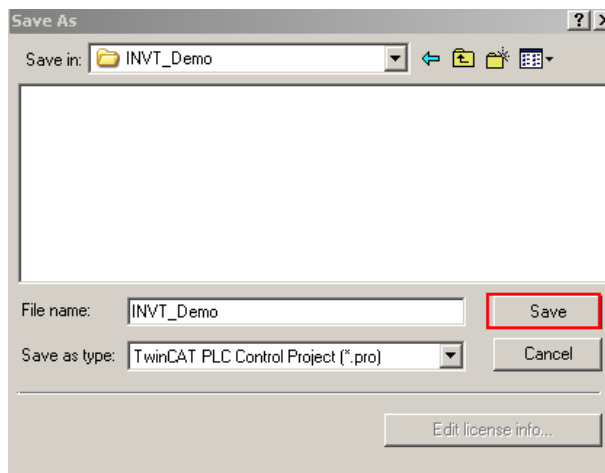 Save As
Save in: INVT_Demo
File name: INVT_Demo Save
Save as type: TwinCAT PLC Control Project (*.pro) Cancel
Edit license info...